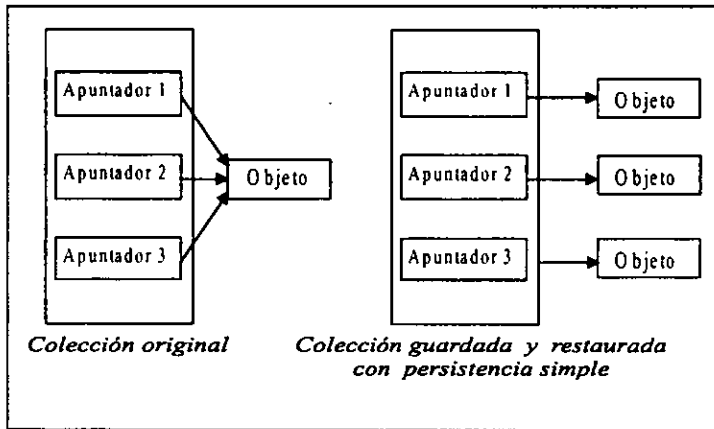 Apuntador 1
Apuntador 2
Objeto
Apuntador 3
Colección original
Apuntador 1
Objeto
Apuntador 2
Objeto
Apuntador 3
Objeto
Colección guardada y restaurada
con persistencia simple